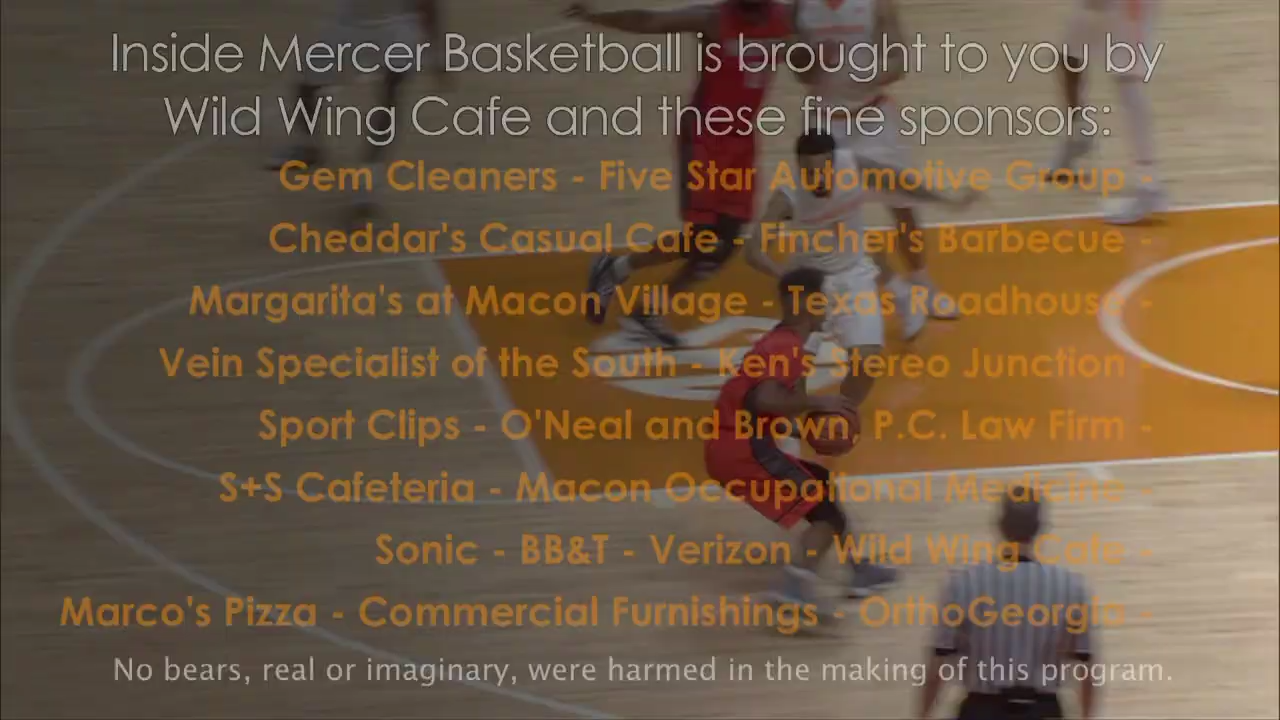 Inside Mercer Basketball is brought to you by
Wild Wing Cafe and these fine sponsors:
Gem Cleaners - Five Star Automotive Group -
Cheddar's Casual Cafe - Fincher's Barbecue -
Margarita's at Macon Village - Texas Roadhouse -
Vein Specialist of the South - Ken's Stereo Junction -
Sport Clips - O'Neal and Brown, P.C. Law Firm -
S+S Cafeteria - Macon Occupational Medicine -
Sonic - BB&T - Verizon - Wild Wing Cafe -
Marco's Pizza - Commercial Furnishings - OrthoGeorgia -
No bears, real or imaginary, were harmed in the making of this program.